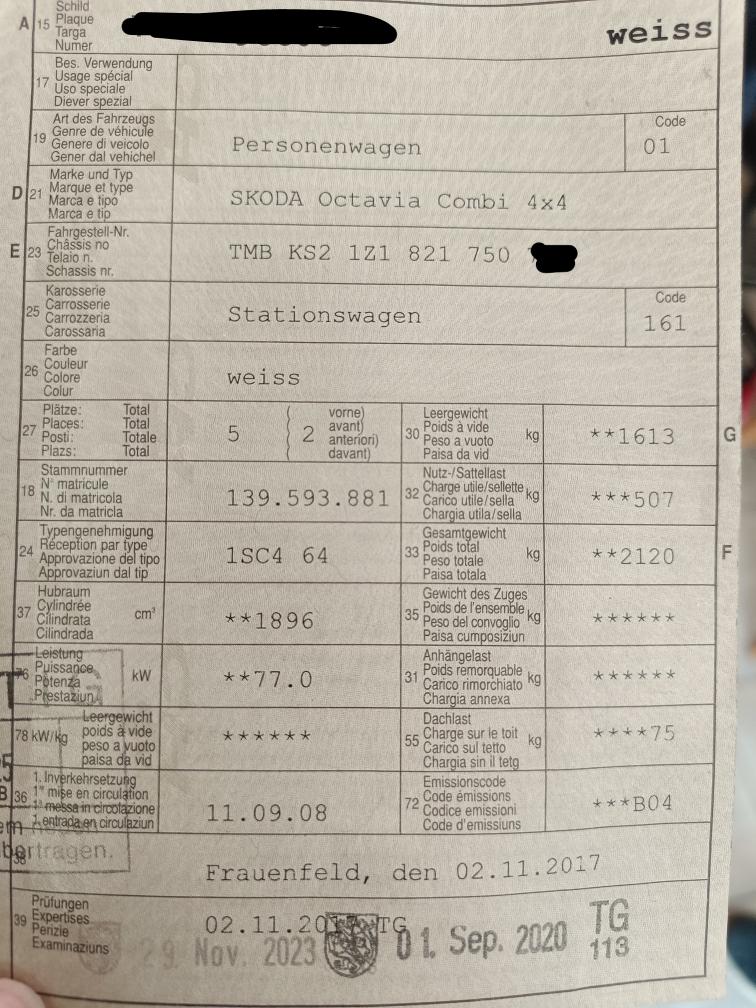 A 15 Schild
Plaque
Targa
Numer
weiss
17 Bes. Verwendung
Usage spécial
Uso speciale
Diever spezial
19 Art des Fahrzeugs
Genre de véhicule
Genere di veicolo
Gener dal vehichel
Personenwagen
Code
01
D 21 Marke und Typ
Marque et type
Marca e tipo
Marca e tip
SKODA Octavia Combi 4x4
E 23 Fahrgestell-Nr.
Châssis no
Telaio n.
Schassis nr.
TMB KS2 1Z1 821 750
25 Karosserie
Carrosserie
Carrozzeria
Carossaria
Stationswagen
Code
161
26 Farbe
Couleur
Colore
Colur
weiss
27 Plätze: Total
Places: Total
Posti: Totale
Plazs: Total
5
2
vorne)
avant)
anteriori)
davant)
30 Leergewicht
Poids à vide
Peso a vuoto
Paisa da vid
kg
**1613
G
18 Stammnummer
N° matricule
N. di matricola
Nr. da matricla
139.593.881
32 Nutz-/Sattellast
Charge utile/sellette
Carico utile/sella
Chargia utila/sella
kg
***507
24 Typengenehmigung
Réception par type
Approvazione del tipo
Approvaziun dal tip
1SC4 64
33 Gesamtgewicht
Poids total
Peso totale
Paisa totala
kg
**2120
F
37 Hubraum
Cylindrée
Cilindrata
Cilindrada
cm³
**1896
35 Gewicht des Zuges
Poids de l'ensemble
Peso del convoglio
Paisa cumposiziun
kg
******
76 Leistung
Puissance
Potenza
Prestaziun
kW
**77.0
31 Anhängelast
Poids remorquable
Carico rimorchiato
Chargia annexa
kg
******
78 kW/kg
Leergewicht
poids à vide
peso a vuoto
paisa da vid
******
55 Dachlast
Charge sur le toit
Carico sul tetto
Chargia sin il tetg
kg
****75
B 36 1. Inverkehrsetzung
1re mise en circulation
1a messa in circolazione
1. entrada en circulaziun
11.09.08
72 Emissionscode
Code émissions
Codice emissioni
Code d'emissiuns
***B04
bertragen.
38
Frauenfeld, den 02.11.2017
39 Prüfungen
Expertises
Perizie
Examinaziuns
02.11.2017 TG
29. Nov. 2023
01. Sep. 2020
TG
113